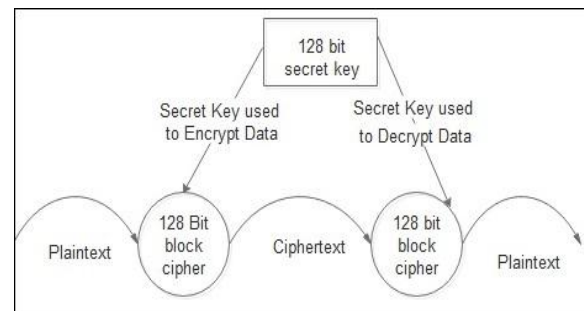 128 bit
secret key
Secret Key used
to Encrypt Data
Secret Key used
to Decrypt Data
128 Bit
block
cipher
128 bit
block
cipher
Plaintext
Ciphertext
Plaintext